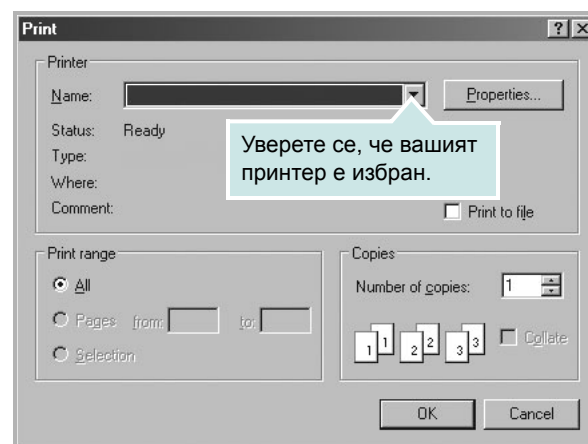 Print
Printer
Name:
Properties...
Status: Ready
Уверете се, че вашият
принтер е избран.
Type:
Where:
Comment:
Print to file
Print range
All
Pages from: to:
Selection
Copies
Number of copies: 1
1 1 2 2 3 3
Collate
OK Cancel